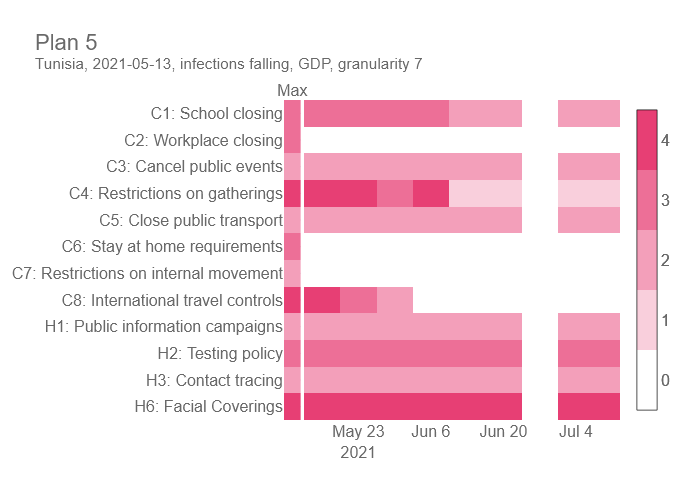 Plan 5
Tunisia, 2021-05-13, infections falling, GDP, granularity 7
Max
C1: School closing
C2: Workplace closing
C3: Cancel public events
C4: Restrictions on gatherings
C5: Close public transport
C6: Stay at home requirements
C7: Restrictions on internal movement
C8: International travel controls
H1: Public information campaigns
H2: Testing policy
H3: Contact tracing
H6: Facial Coverings
May 23 Jun 6 Jun 20 Jul 4
2021
4
3
2
1
0